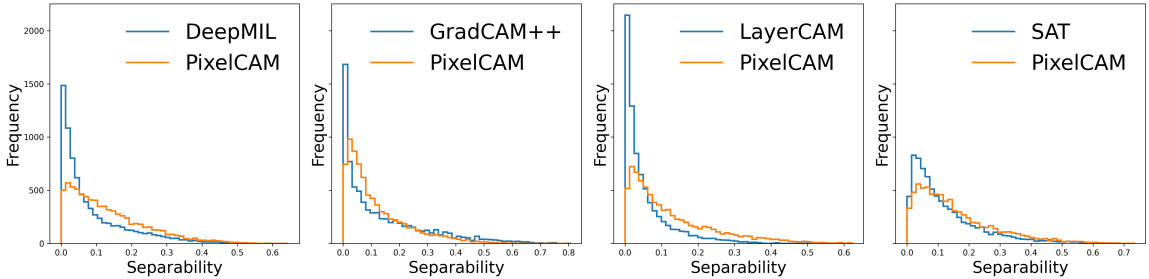 DeepMIL
PixelCAM
Frequency
2000
1500
1000
500
0
0.0 0.1 0.2 0.3 0.4 0.5 0.6
Separability
GradCAM++
PixelCAM
Frequency
0.0 0.1 0.2 0.3 0.4 0.5 0.6 0.7 0.8
Separability
LayerCAM
PixelCAM
Frequency
0.0 0.1 0.2 0.3 0.4 0.5 0.6
Separability
SAT
PixelCAM
Frequency
0.0 0.1 0.2 0.3 0.4 0.5 0.6 0.7
Separability